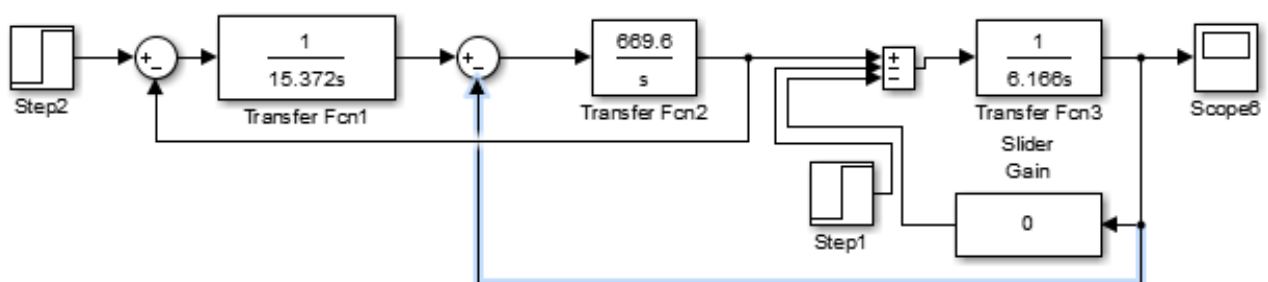 Step2
+
−
1
15.372s
Transfer Fcn1
+
−
669.6
s
Transfer Fcn2
+
−
−
1
6.166s
Transfer Fcn3
Scope6
Slider
Gain
0
Step1